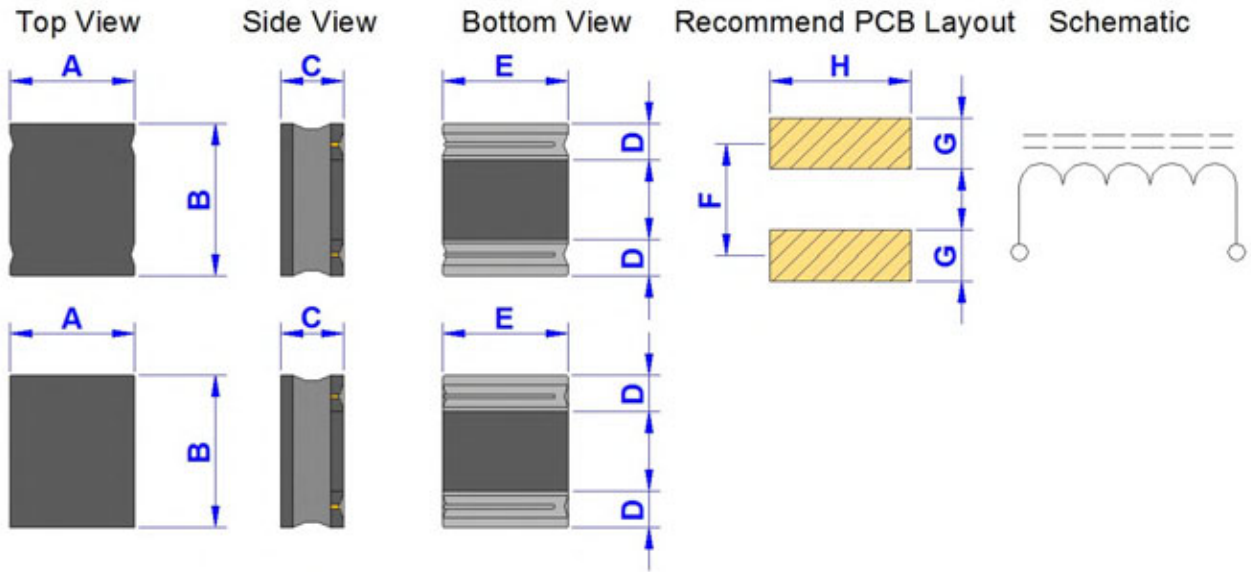 Top View Side View Bottom View Recommend PCB Layout Schematic
A C E H
B D D F G G
A C E
B D D